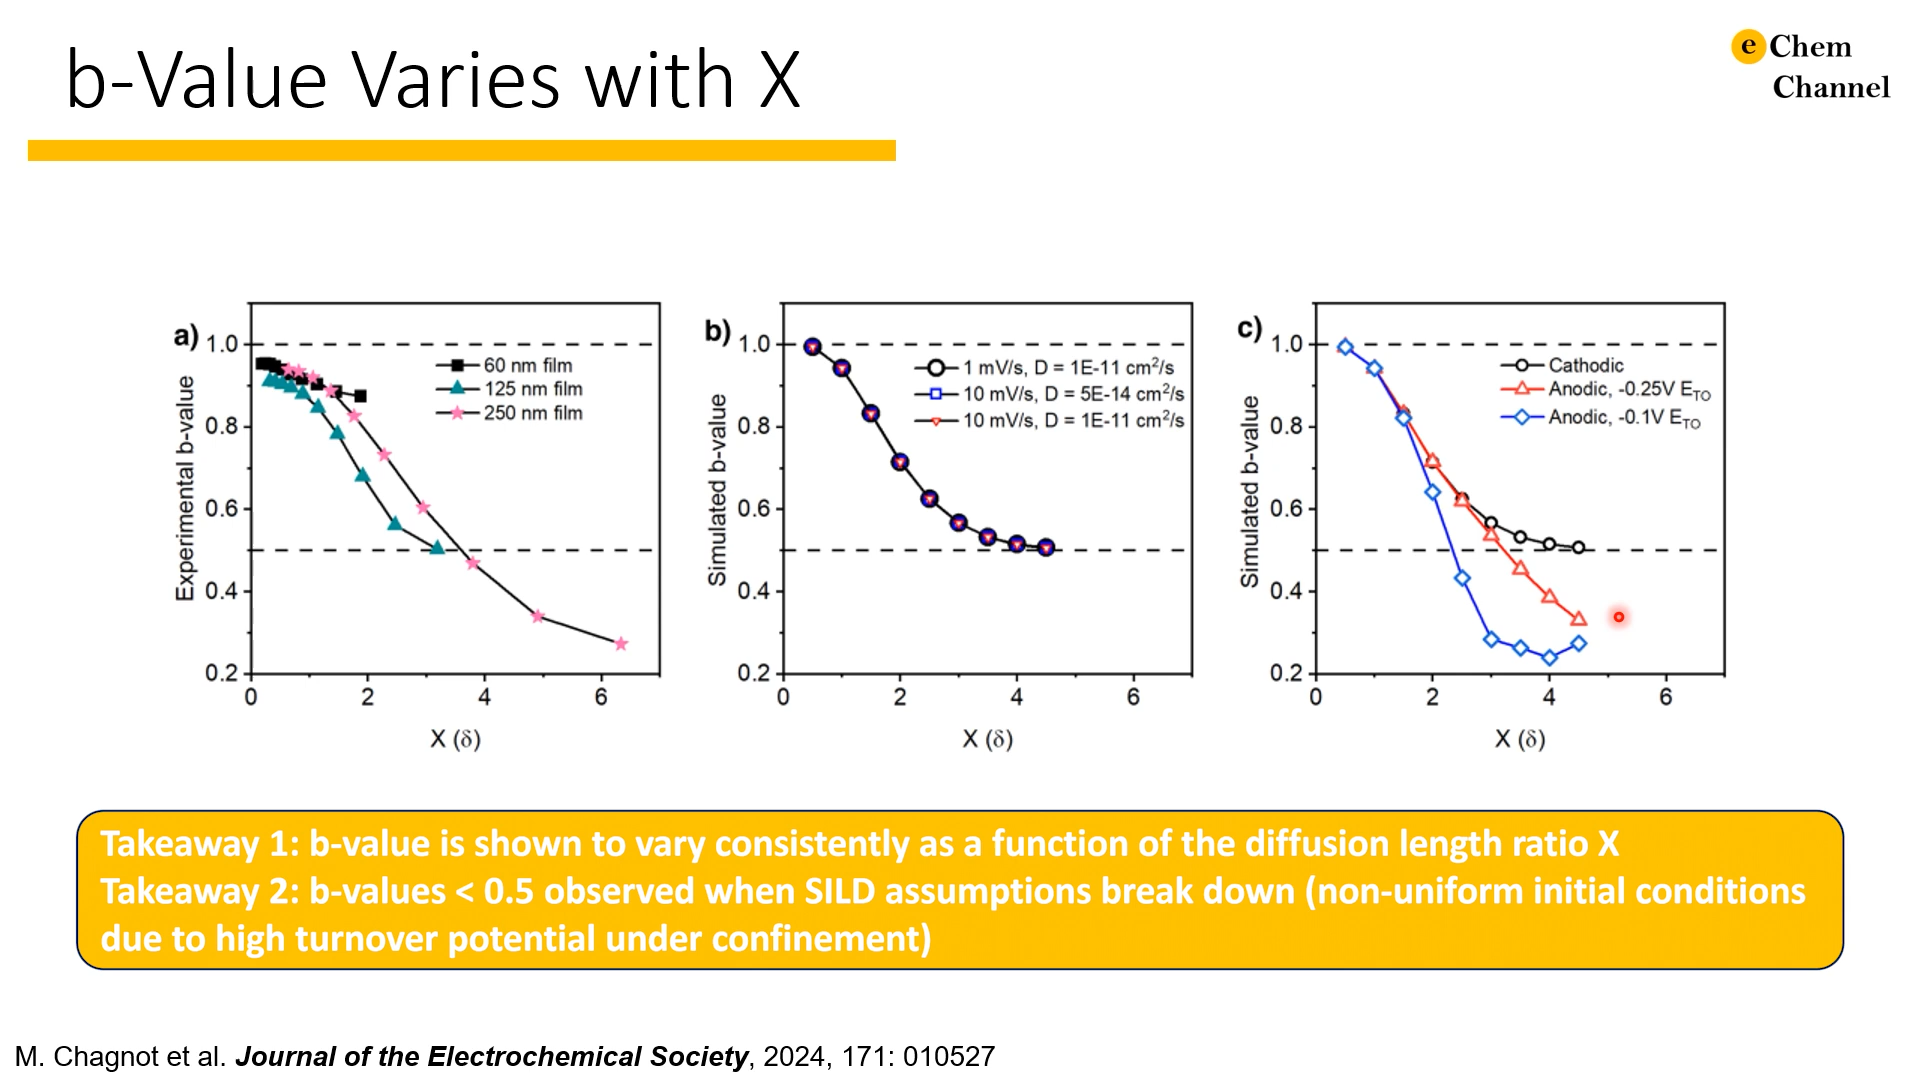 b-Value Varies with X
e Chem
Channel
a)
Experimental b-value
1.0
0.8
0.6
0.4
0.2
0 2 4 6
X (δ)
60 nm film
125 nm film
250 nm film
b)
Simulated b-value
1.0
0.8
0.6
0.4
0.2
0 2 4 6
X (δ)
1 mV/s, D = 1E-11 cm²/s
10 mV/s, D = 5E-14 cm²/s
10 mV/s, D = 1E-11 cm²/s
c)
Simulated b-value
1.0
0.8
0.6
0.4
0.2
0 2 4 6
X (δ)
Cathodic
Anodic, -0.25V E_TO
Anodic, -0.1V E_TO
Takeaway 1: b-value is shown to vary consistently as a function of the diffusion length ratio X
Takeaway 2: b-values < 0.5 observed when SILD assumptions break down (non-uniform initial conditions
due to high turnover potential under confinement)
M. Chagnot et al. Journal of the Electrochemical Society, 2024, 171: 010527